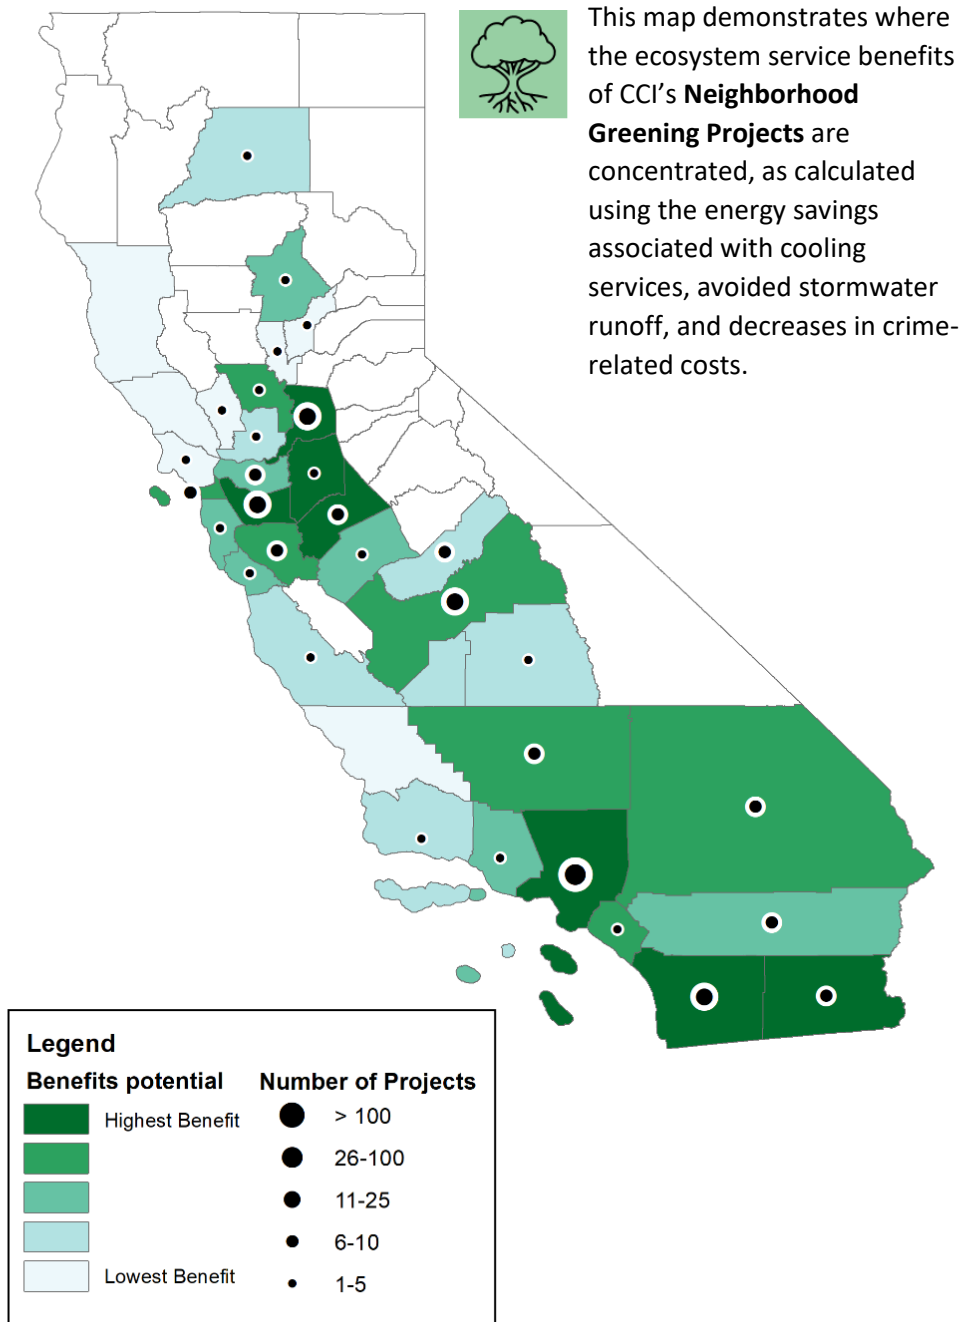 This map demonstrates where
the ecosystem service benefits
of CCI’s Neighborhood
Greening Projects are
concentrated, as calculated
using the energy savings
associated with cooling
services, avoided stormwater
runoff, and decreases in crime-
related costs.
Legend
Benefits potential
Highest Benefit
Lowest Benefit
Number of Projects
> 100
26-100
11-25
6-10
1-5